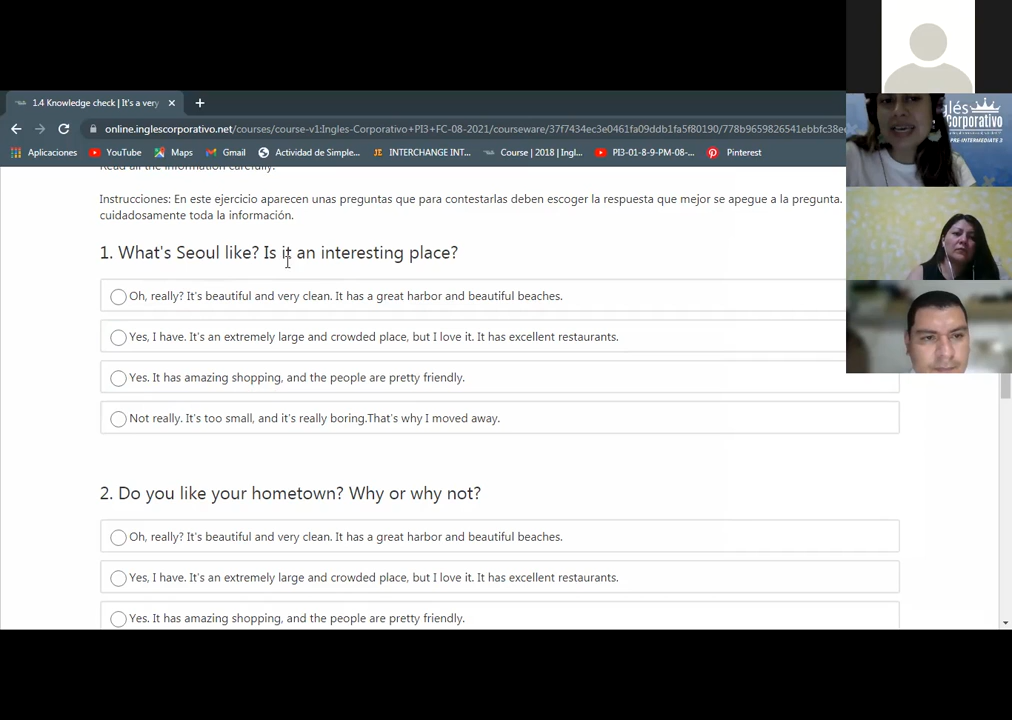 1.4 Knowledge check | It's a very
online.inglescorporativo.net/courses/course-v1:Ingles-Corporativo+PI3+FC-08-2021/courseware/37f7434ec3e0461fa09ddb1fa5f80190/778b9659826541ebbfc38ed
Aplicaciones YouTube Maps Gmail Actividad de Simple... INTERCHANGE INT... Course | 2018 | Ingl... PI3-01-8-9-PM-08-... Pinterest
Read all the information carefully.
Instrucciones: En este ejercicio aparecen unas preguntas que para contestarlas deben escoger la respuesta que mejor se apegue a la pregunta.
cuidadosamente toda la información.
1. What's Seoul like? Is it an interesting place?
Oh, really? It's beautiful and very clean. It has a great harbor and beautiful beaches.
Yes, I have. It's an extremely large and crowded place, but I love it. It has excellent restaurants.
Yes. It has amazing shopping, and the people are pretty friendly.
Not really. It's too small, and it's really boring.That's why I moved away.
2. Do you like your hometown? Why or why not?
Oh, really? It's beautiful and very clean. It has a great harbor and beautiful beaches.
Yes, I have. It's an extremely large and crowded place, but I love it. It has excellent restaurants.
Yes. It has amazing shopping, and the people are pretty friendly.
glés
orporativo
PRE-INTERMEDIATE 3